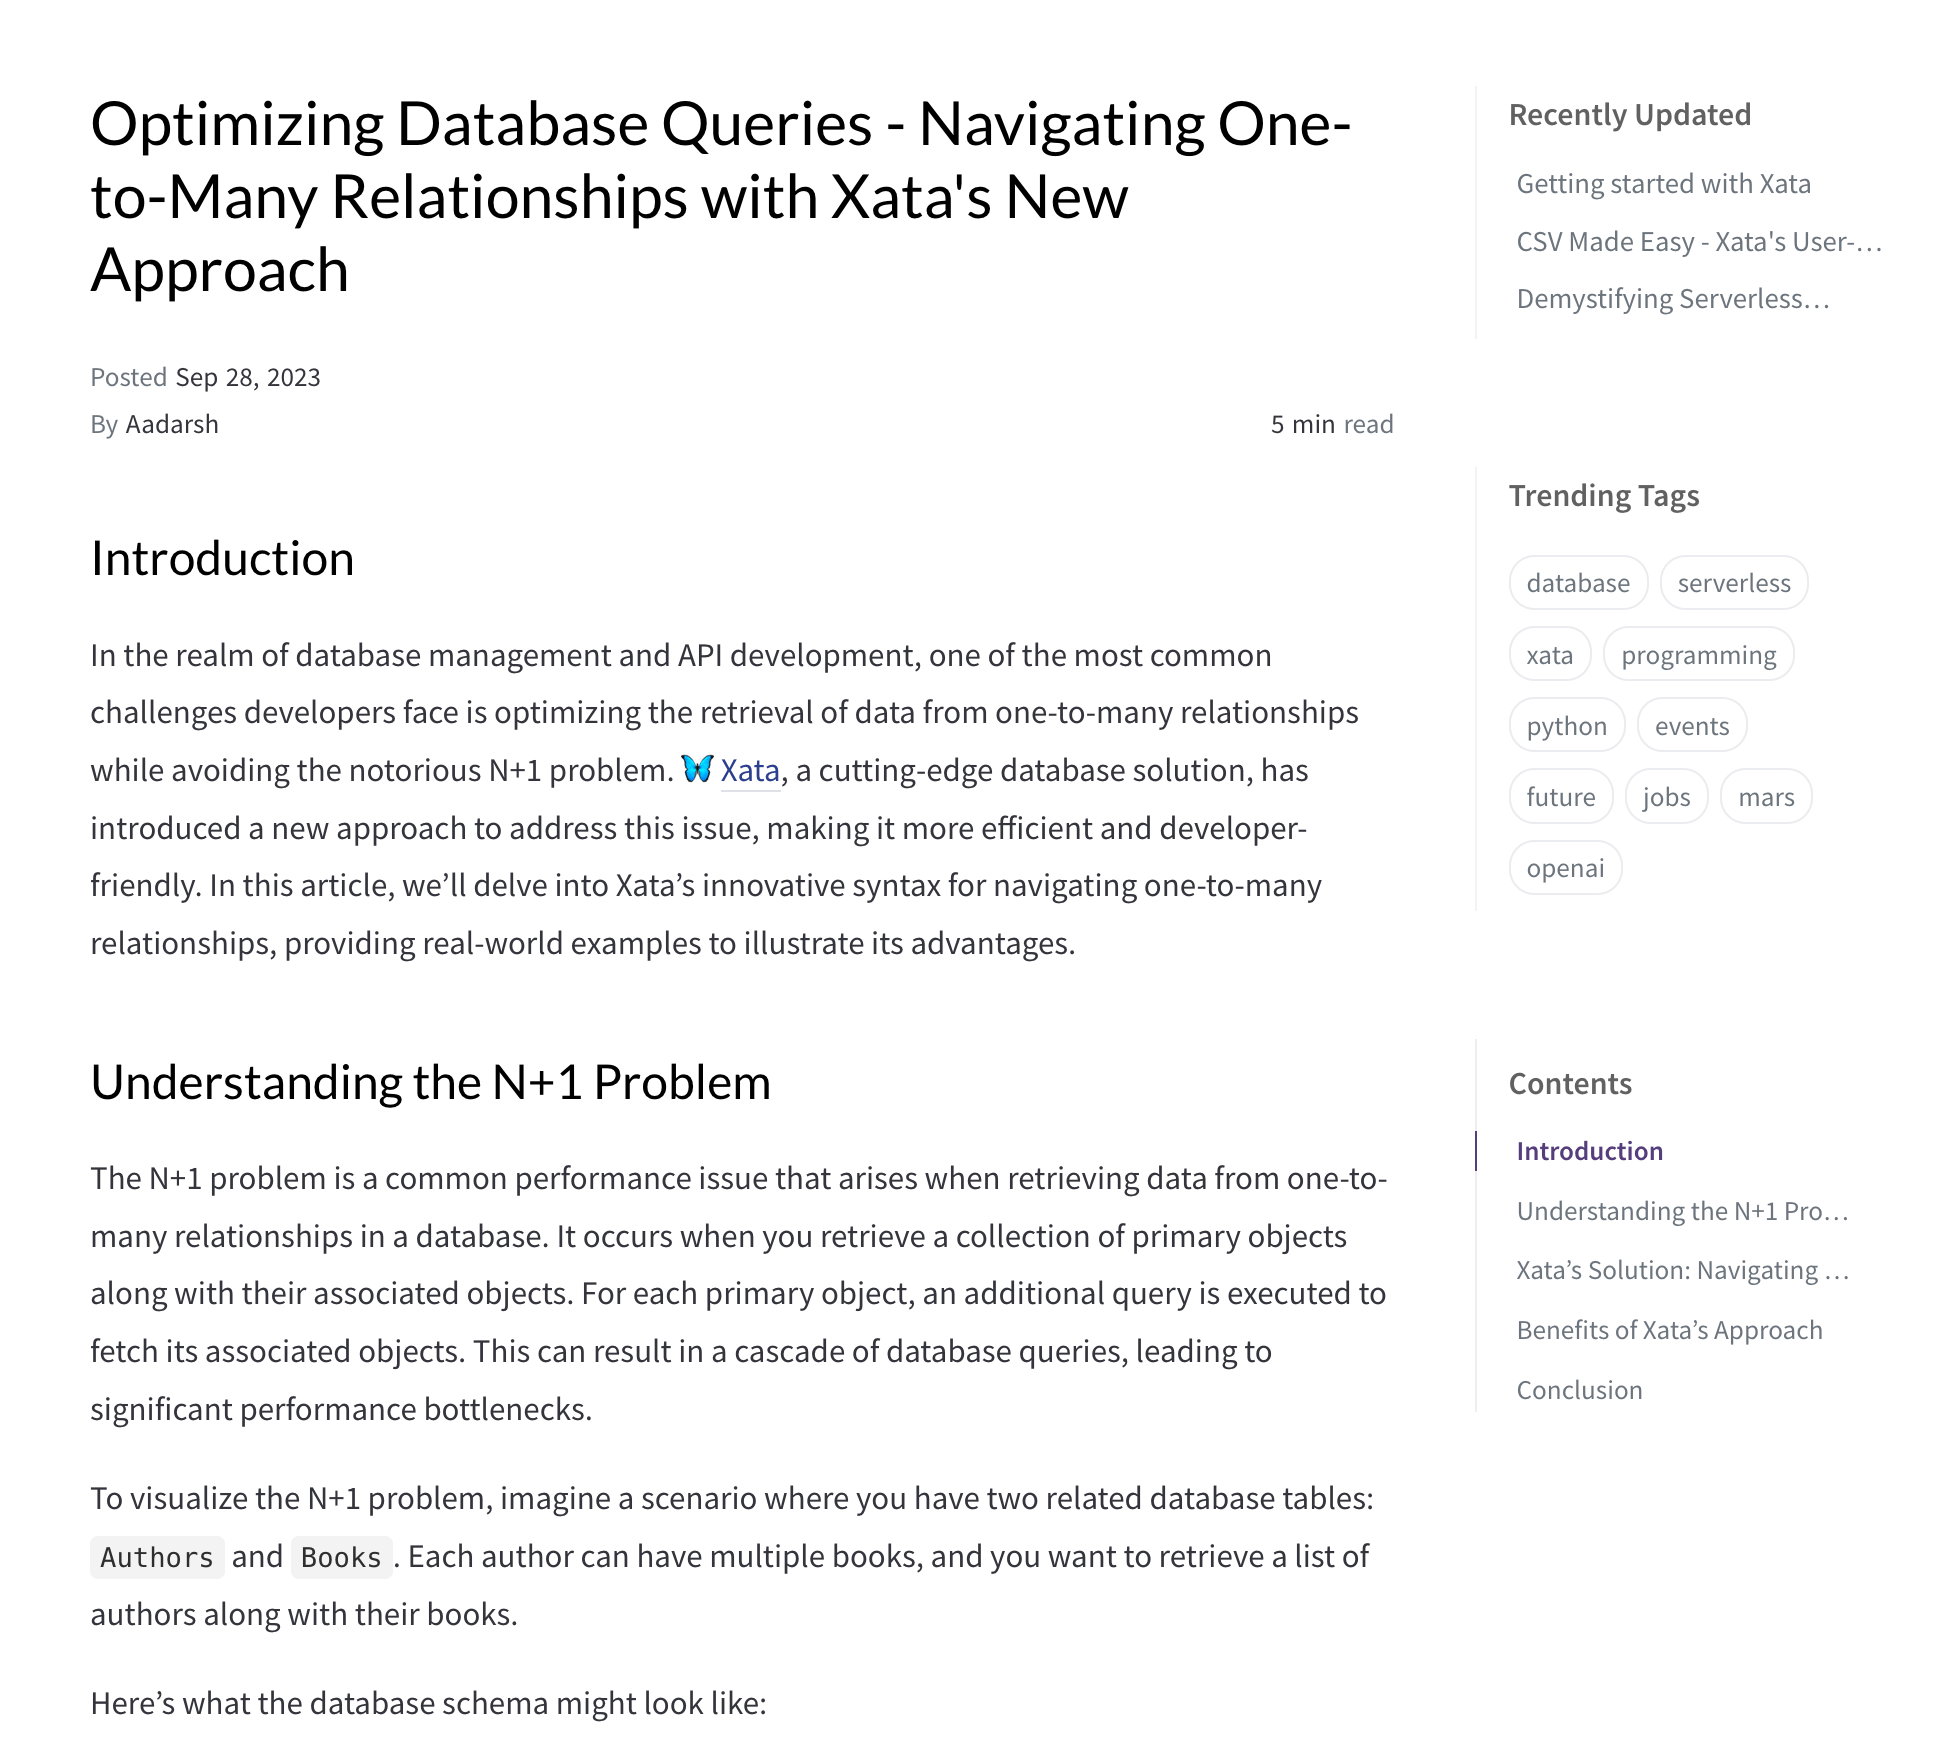 Optimizing Database Queries - Navigating One-
to-Many Relationships with Xata's New
Approach
Posted Sep 28, 2023
By Aadarsh
5 min read
Introduction
In the realm of database management and API development, one of the most common
challenges developers face is optimizing the retrieval of data from one-to-many relationships
while avoiding the notorious N+1 problem. 🦋 Xata, a cutting-edge database solution, has
introduced a new approach to address this issue, making it more efficient and developer-
friendly. In this article, we’ll delve into Xata’s innovative syntax for navigating one-to-many
relationships, providing real-world examples to illustrate its advantages.
Understanding the N+1 Problem
The N+1 problem is a common performance issue that arises when retrieving data from one-to-
many relationships in a database. It occurs when you retrieve a collection of primary objects
along with their associated objects. For each primary object, an additional query is executed to
fetch its associated objects. This can result in a cascade of database queries, leading to
significant performance bottlenecks.
To visualize the N+1 problem, imagine a scenario where you have two related database tables:
Authors and Books. Each author can have multiple books, and you want to retrieve a list of
authors along with their books.
Here’s what the database schema might look like:
Recently Updated
Getting started with Xata
CSV Made Easy - Xata's User-…
Demystifying Serverless…
Trending Tags
database serverless
xata programming
python events
future jobs mars
openai
Contents
Introduction
Understanding the N+1 Pro…
Xata’s Solution: Navigating …
Benefits of Xata’s Approach
Conclusion